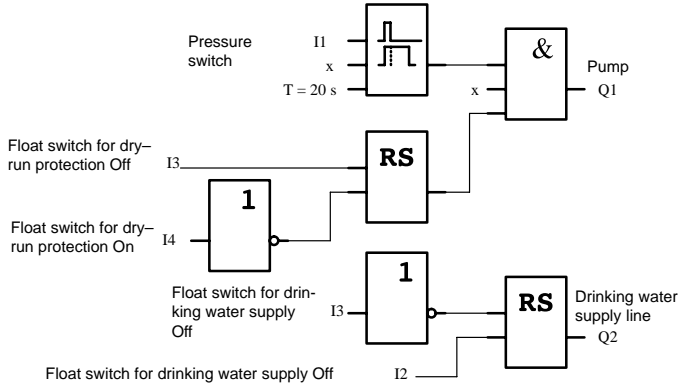 Pressure
switch
I1
x
T = 20 s
&
x
Pump
Q1
Float switch for dry–
run protection Off
I3
RS
1
Float switch for dry–
run protection On
I4
Float switch for drin-
king water supply
Off
I3
1
RS
Drinking water
supply line
Q2
Float switch for drinking water supply Off
I2